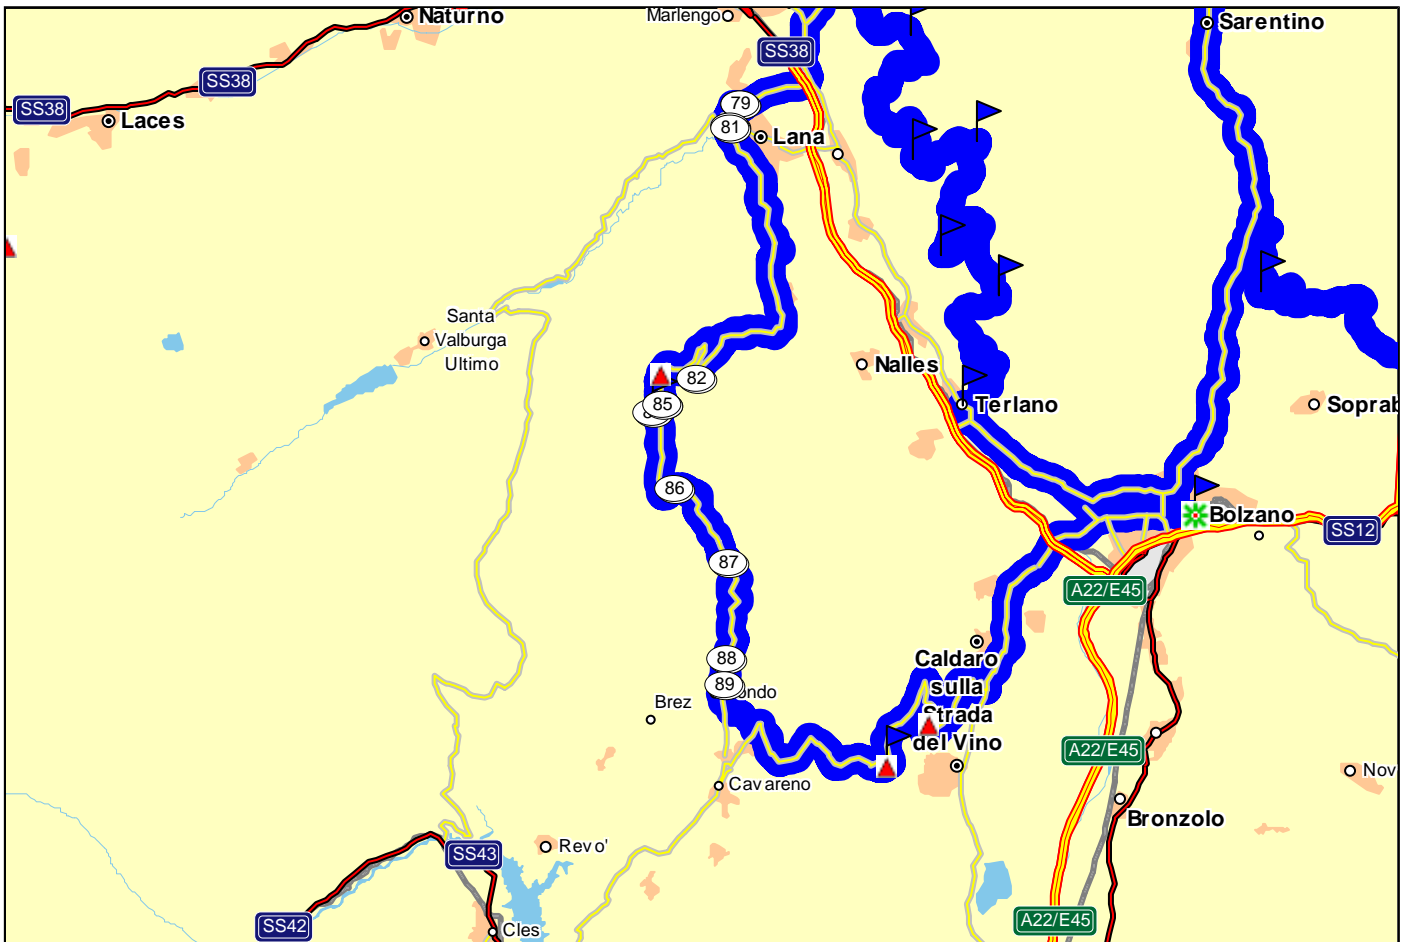 Naturno
Marlengo
Sarentino
SS38
SS38
SS38
Laces
79
81
Lana
Santa
Valburga
Ultimo
Nalles
82
85
Terlano
86
Bolzano
SS12
87
A22/E45
88
89
Brez
Caldaro
sulla
Strada
del Vino
A22/E45
Cavareno
Bronzolo
Revo'
SS43
SS42
Cles
A22/E45